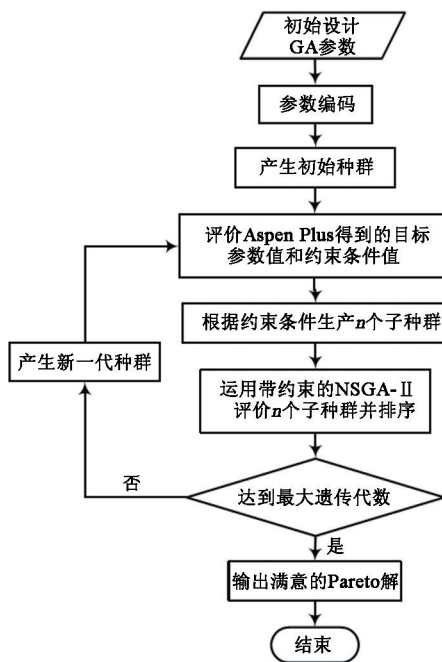 初始设计
GA参数
参数编码
产生初始种群
评价Aspen Plus得到的目标
参数值和约束条件值
根据约束条件生产n个子种群
产生新一代种群
运用带约束的NSGA-Ⅱ
评价n个子种群并排序
否
达到最大遗传代数
是
输出满意的Pareto解
结束